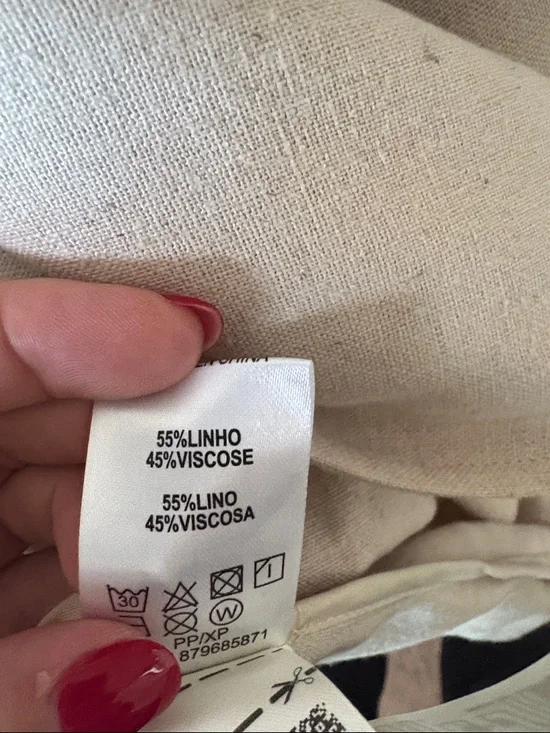 55%LINHO
45%VISCOSE
55%LINO
45%VISCOSA
30
W
PP/XP
879685871